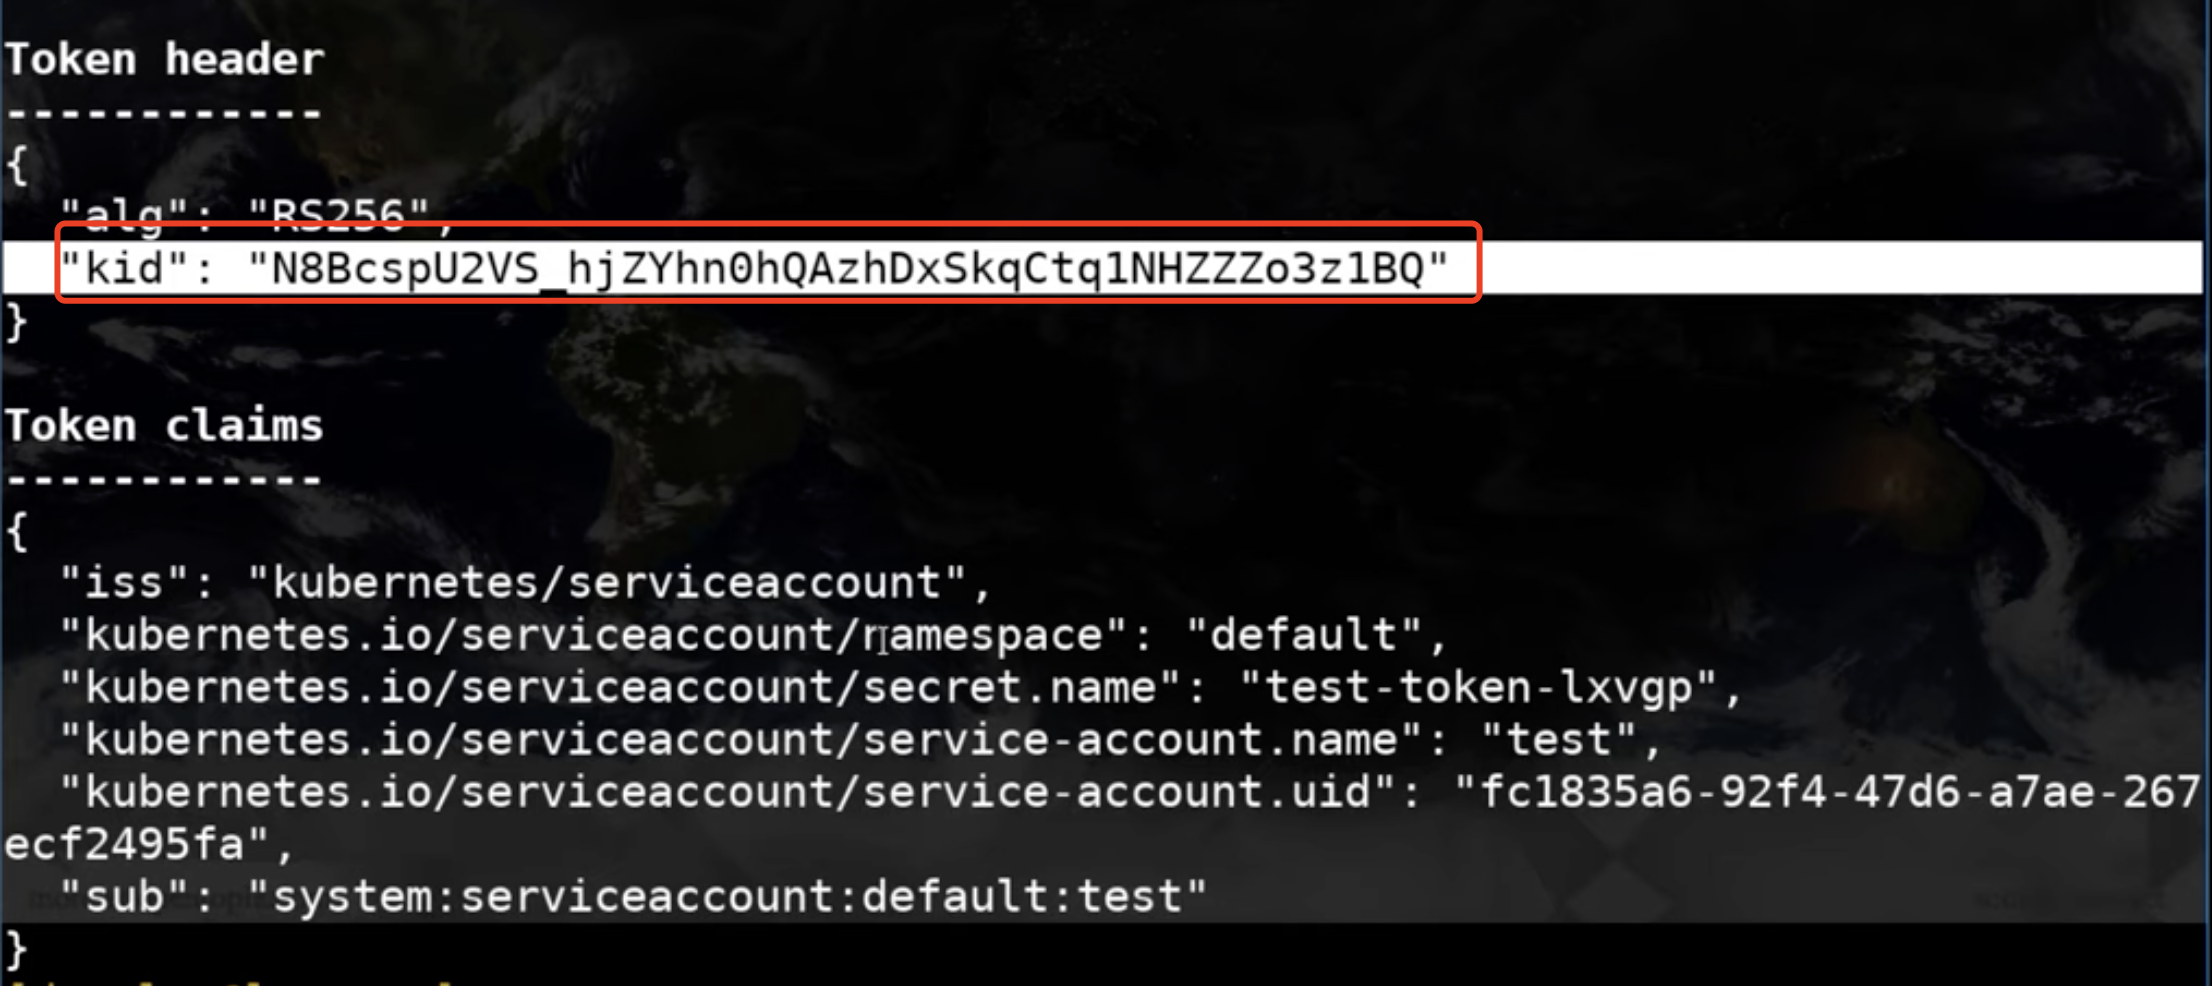 Token header
------------
{
  "alg": "RS256",
  "kid": "N8BcspU2VS_hjZYhn0hQAzhDxSkqCtq1NHZZZo3z1BQ"
}
Token claims
------------
{
  "iss": "kubernetes/serviceaccount",
  "kubernetes.io/serviceaccount/namespace": "default",
  "kubernetes.io/serviceaccount/secret.name": "test-token-lxvgp",
  "kubernetes.io/serviceaccount/service-account.name": "test",
  "kubernetes.io/serviceaccount/service-account.uid": "fc1835a6-92f4-47d6-a7ae-267
ecf2495fa",
  "sub": "system:serviceaccount:default:test"
}